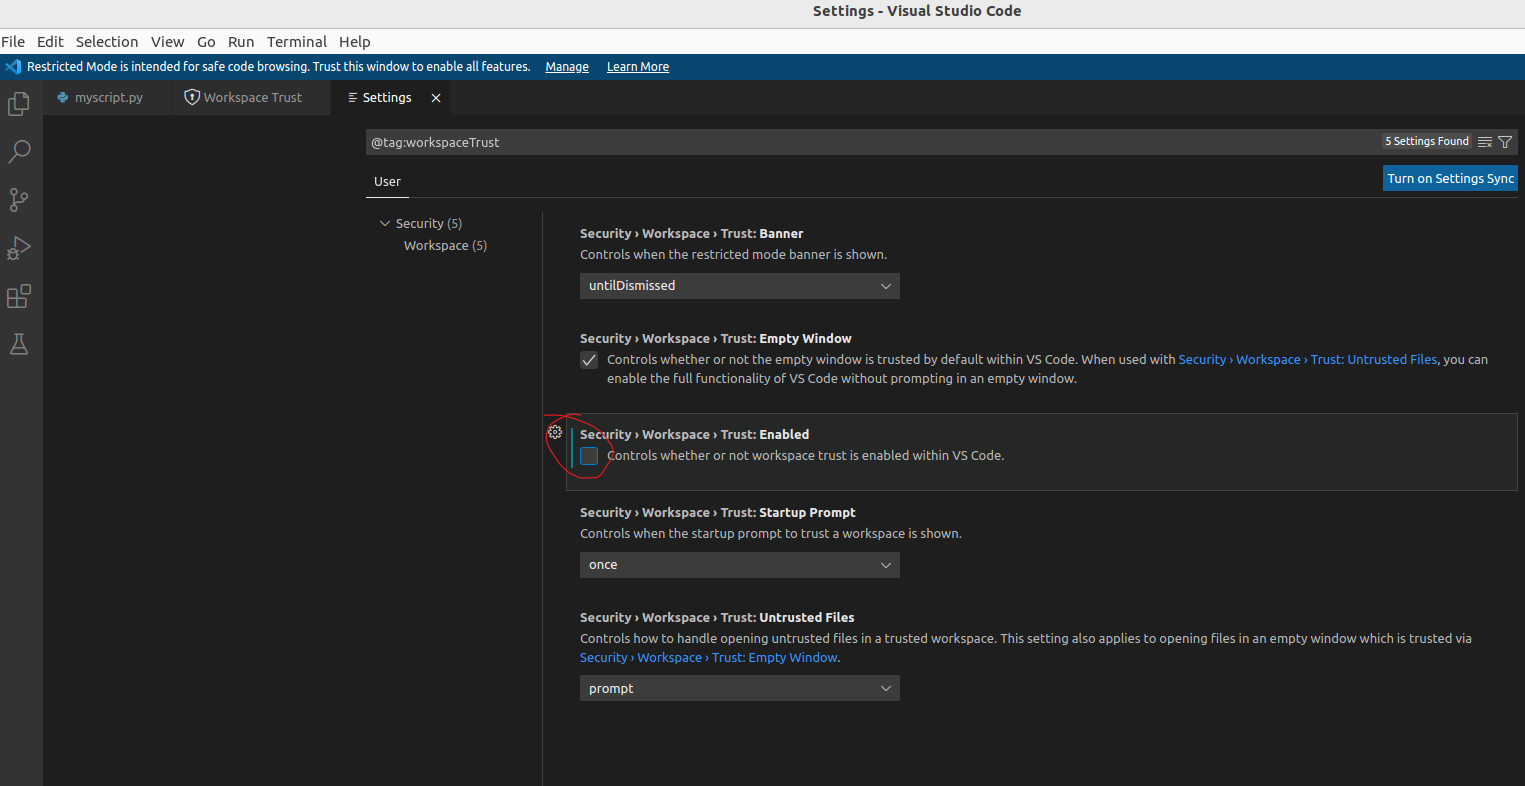 Settings - Visual Studio Code
File Edit Selection View Go Run Terminal Help
Restricted Mode is intended for safe code browsing. Trust this window to enable all features. Manage Learn More
myscript.py Workspace Trust Settings
@tag:workspaceTrust 5 Settings Found
User Turn on Settings Sync
Security (5)
Workspace (5)
Security › Workspace › Trust: Banner
Controls when the restricted mode banner is shown.
untilDismissed
Security › Workspace › Trust: Empty Window
Controls whether or not the empty window is trusted by default within VS Code. When used with Security › Workspace › Trust: Untrusted Files, you can
enable the full functionality of VS Code without prompting in an empty window.
Security › Workspace › Trust: Enabled
Controls whether or not workspace trust is enabled within VS Code.
Security › Workspace › Trust: Startup Prompt
Controls when the startup prompt to trust a workspace is shown.
once
Security › Workspace › Trust: Untrusted Files
Controls how to handle opening untrusted files in a trusted workspace. This setting also applies to opening files in an empty window which is trusted via
Security › Workspace › Trust: Empty Window.
prompt